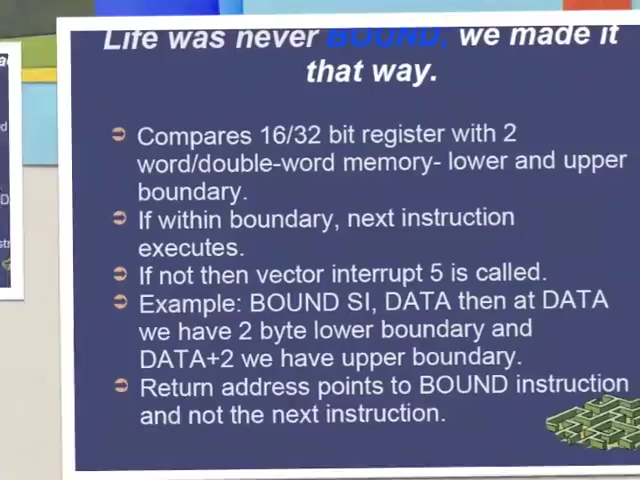 Life was never BOUND, we made it
that way.
Compares 16/32 bit register with 2
word/double-word memory- lower and upper
boundary.
If within boundary, next instruction
executes.
If not then vector interrupt 5 is called.
Example: BOUND SI, DATA then at DATA
we have 2 byte lower boundary and
DATA+2 we have upper boundary.
Return address points to BOUND instruction
and not the next instruction.